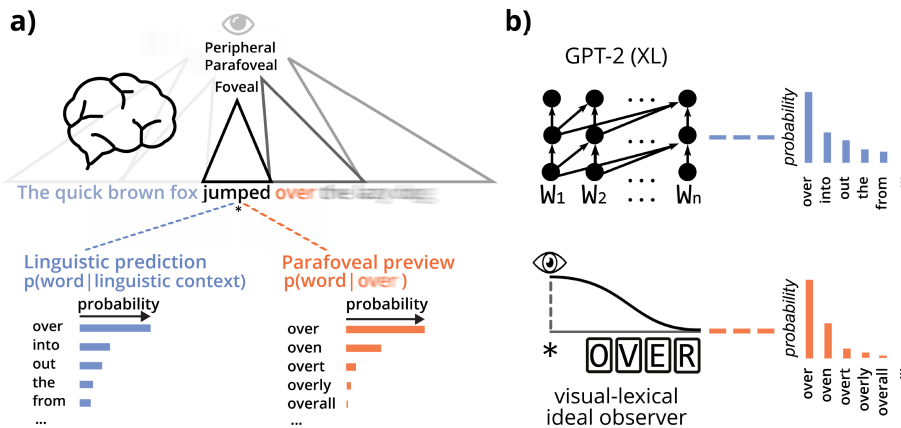 a)
Peripheral
Parafoveal
Foveal
The quick brown fox jumped over the lazy
*
Linguistic prediction
p(word|linguistic context)
probability
over
into
out
the
from
...
Parafoveal preview
p(word| over )
probability
over
oven
overt
overly
overall
...
b)
GPT-2 (XL)
...
...
W1 W2 ... Wn
probability
over
into
out
the
from
* OVER
visual-lexical
ideal observer
probability
over
oven
overt
overly
overall